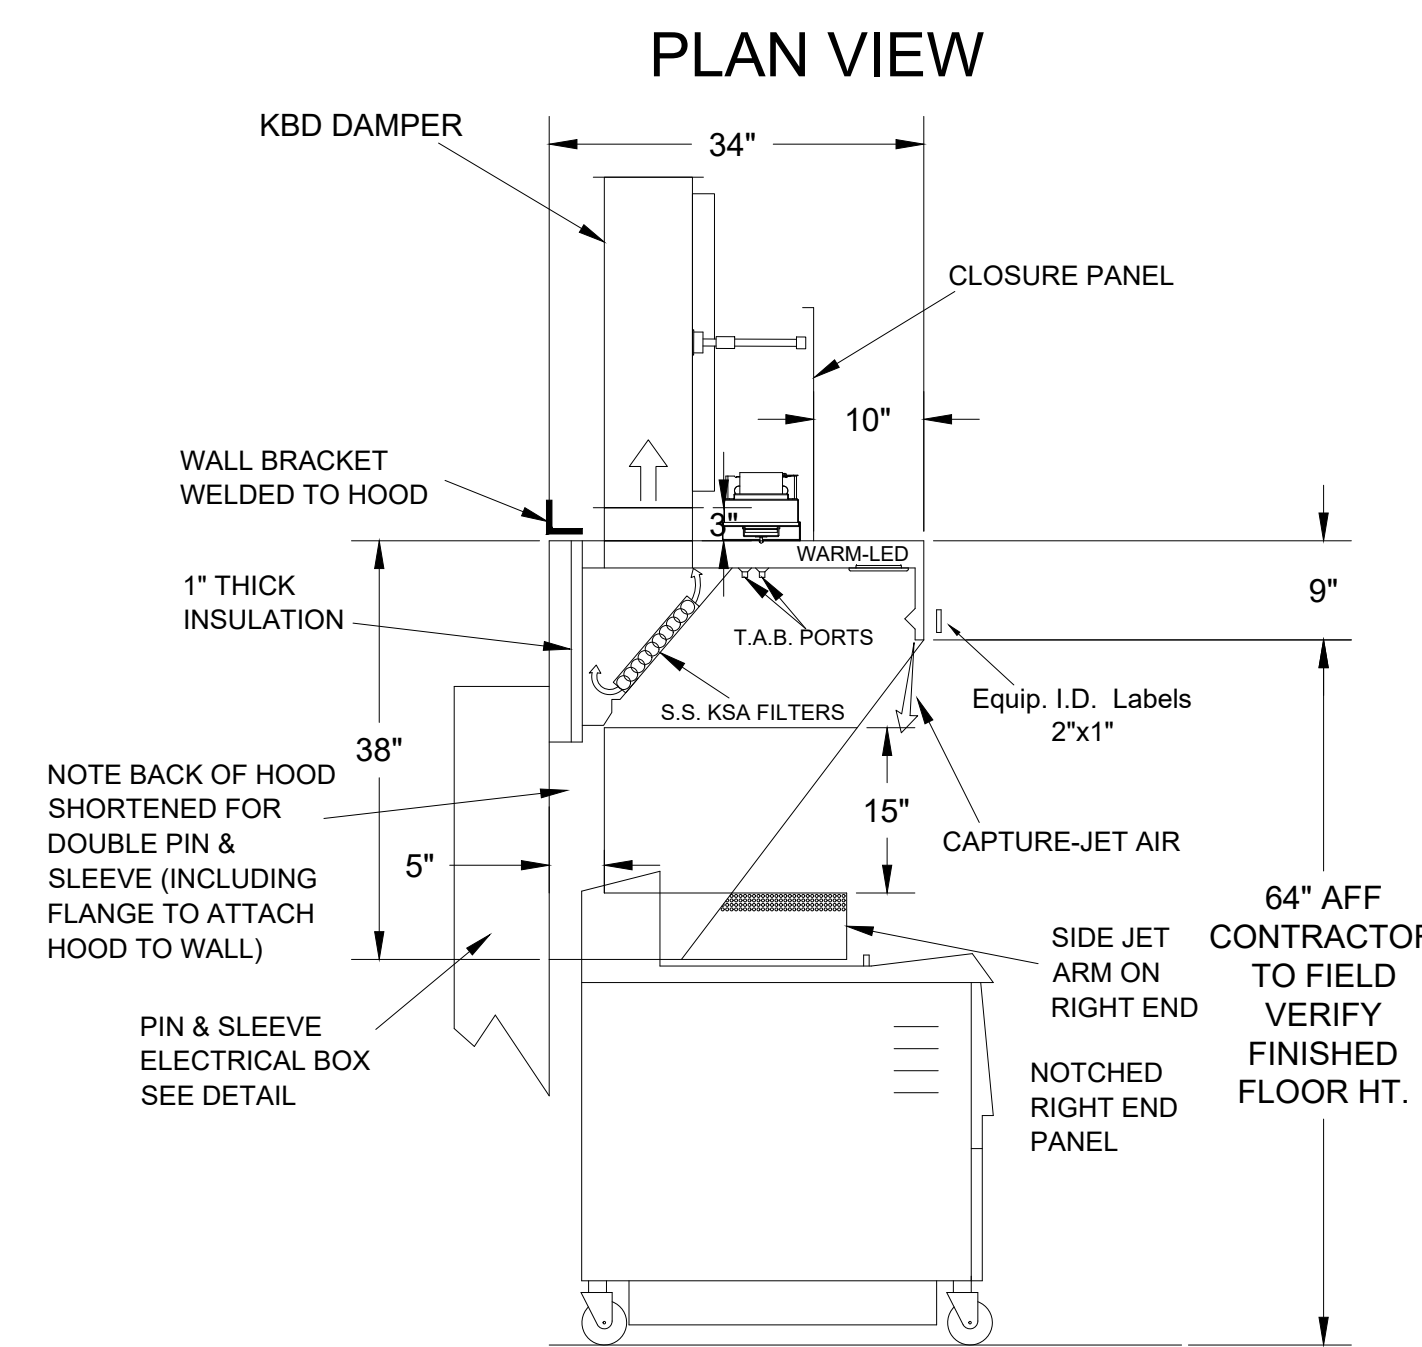 PLAN VIEW
KBD DAMPER
34"
CLOSURE PANEL
10"
WALL BRACKET
WELDED TO HOOD
3"
WARM-LED
1" THICK
INSULATION
9"
T.A.B. PORTS
S.S. KSA FILTERS
Equip. I.D. Labels
2"x1"
38"
NOTE BACK OF HOOD
SHORTENED FOR
DOUBLE PIN &
SLEEVE (INCLUDING
FLANGE TO ATTACH
HOOD TO WALL)
15"
5"
CAPTURE-JET AIR
64" AFF
CONTRACTOR
TO FIELD
VERIFY
FINISHED
FLOOR HT.
SIDE JET
ARM ON
RIGHT END
PIN & SLEEVE
ELECTRICAL BOX
SEE DETAIL
NOTCHED
RIGHT END
PANEL